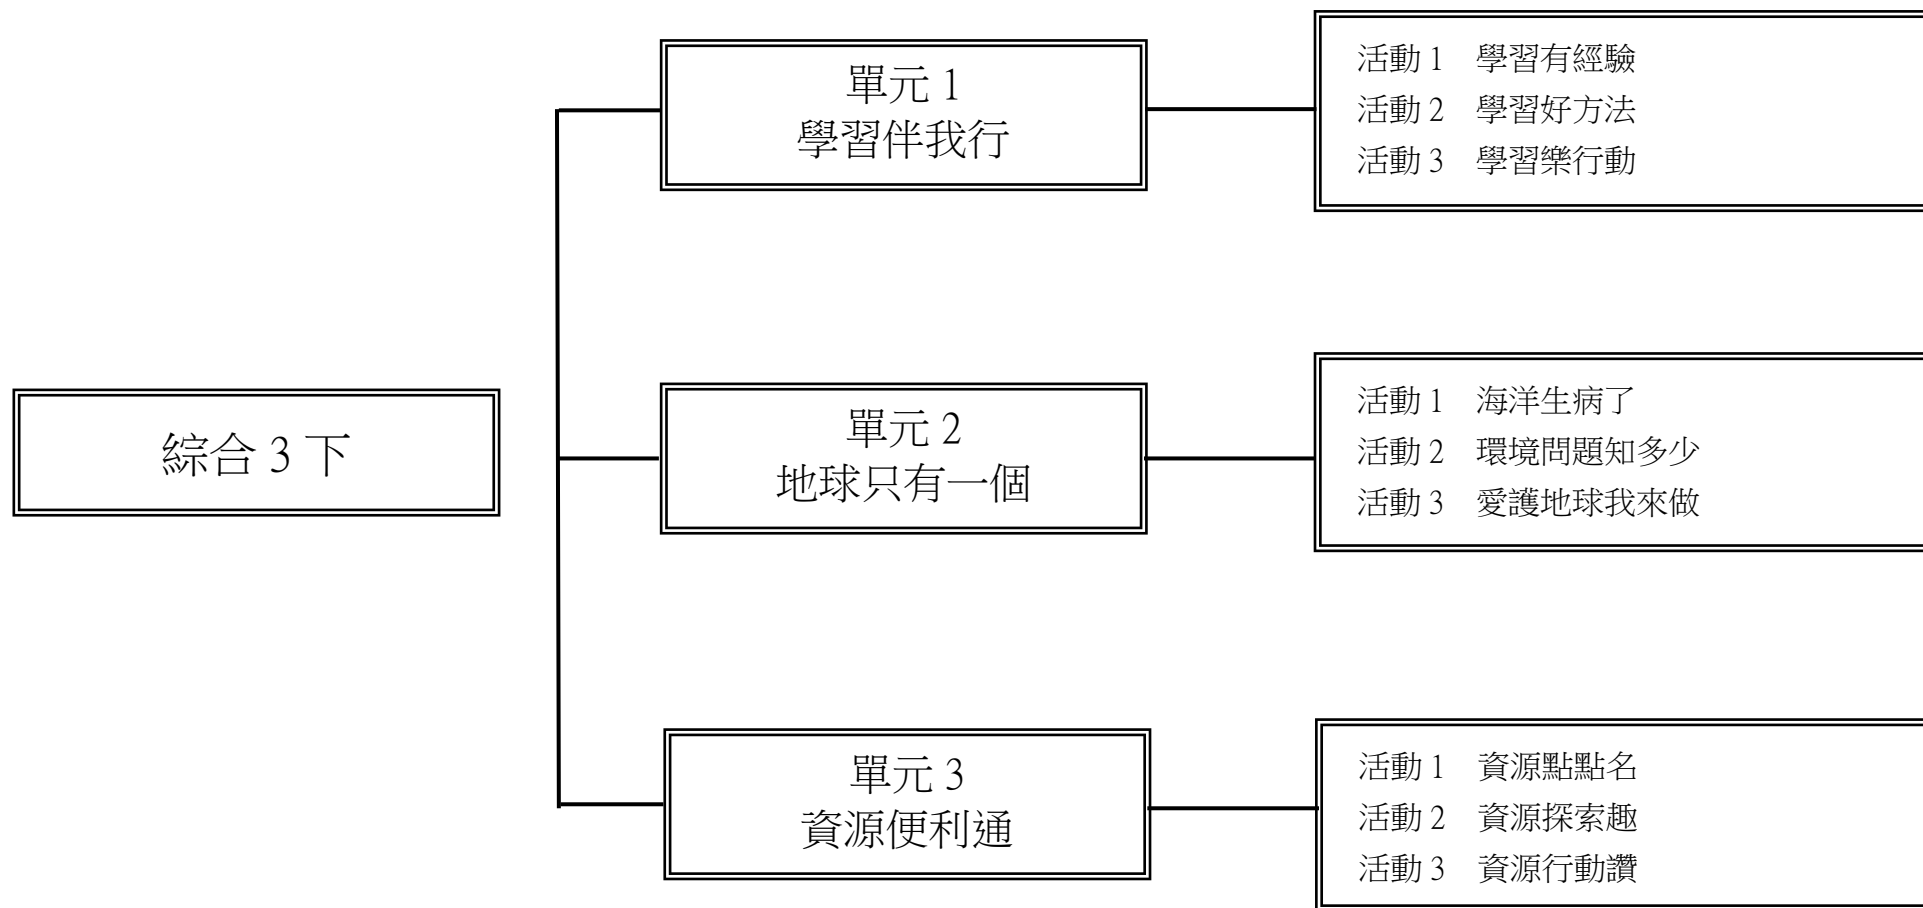 綜合 3 下
單元 1
學習伴我行
活動 1　學習有經驗
活動 2　學習好方法
活動 3　學習樂行動
單元 2
地球只有一個
活動 1　海洋生病了
活動 2　環境問題知多少
活動 3　愛護地球我來做
單元 3
資源便利通
活動 1　資源點點名
活動 2　資源探索趣
活動 3　資源行動讚